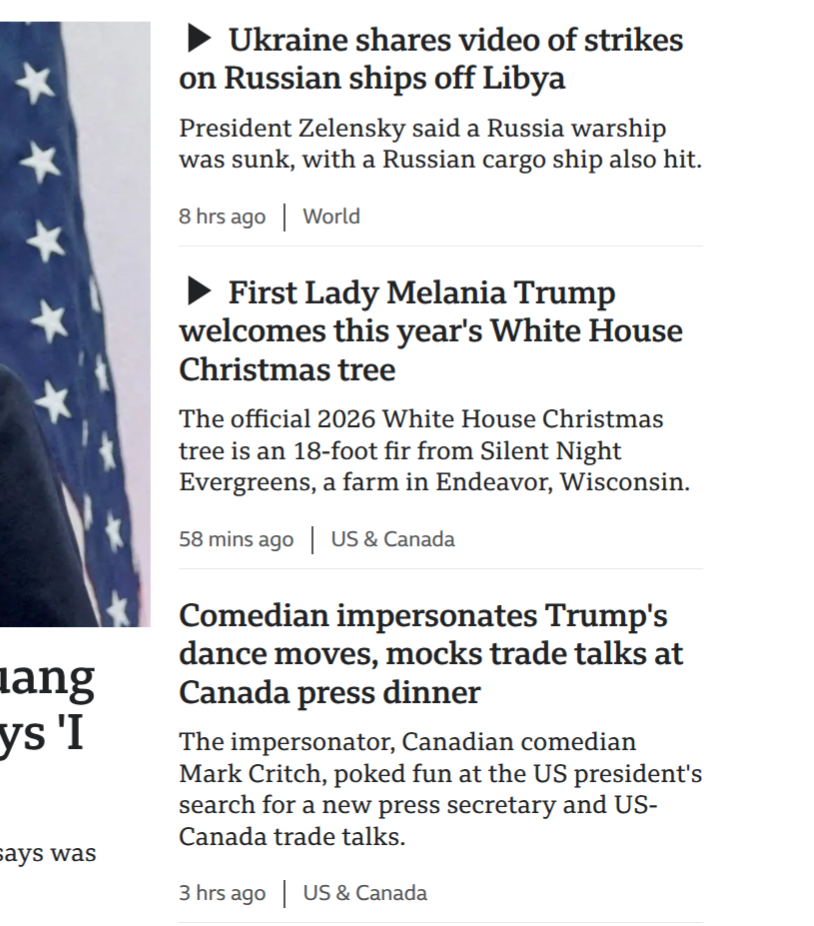 Ukraine shares video of strikes
on Russian ships off Libya
President Zelensky said a Russia warship
was sunk, with a Russian cargo ship also hit.
8 hrs ago | World
First Lady Melania Trump
welcomes this year's White House
Christmas tree
The official 2026 White House Christmas
tree is an 18-foot fir from Silent Night
Evergreens, a farm in Endeavor, Wisconsin.
58 mins ago | US & Canada
Comedian impersonates Trump's
dance moves, mocks trade talks at
Canada press dinner
The impersonator, Canadian comedian
Mark Critch, poked fun at the US president's
search for a new press secretary and US-
Canada trade talks.
3 hrs ago | US & Canada
uang
ys 'I
says was